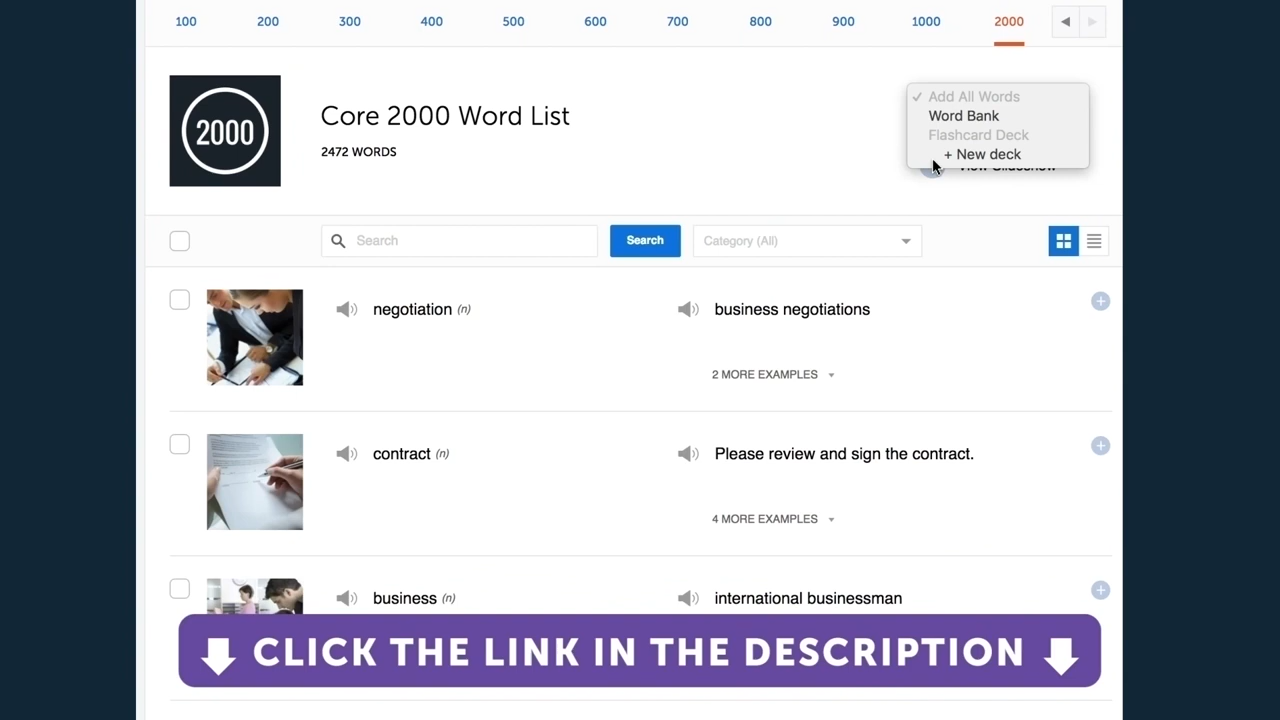 100 200 300 400 500 600 700 800 900 1000 2000
2000
Core 2000 Word List
2472 WORDS
✓ Add All Words
Word Bank
Flashcard Deck
+ New deck
View Slideshow
Search
Search
Category (All)
negotiation (n)
business negotiations
2 MORE EXAMPLES
contract (n)
Please review and sign the contract.
4 MORE EXAMPLES
business (n)
international businessman
CLICK THE LINK IN THE DESCRIPTION